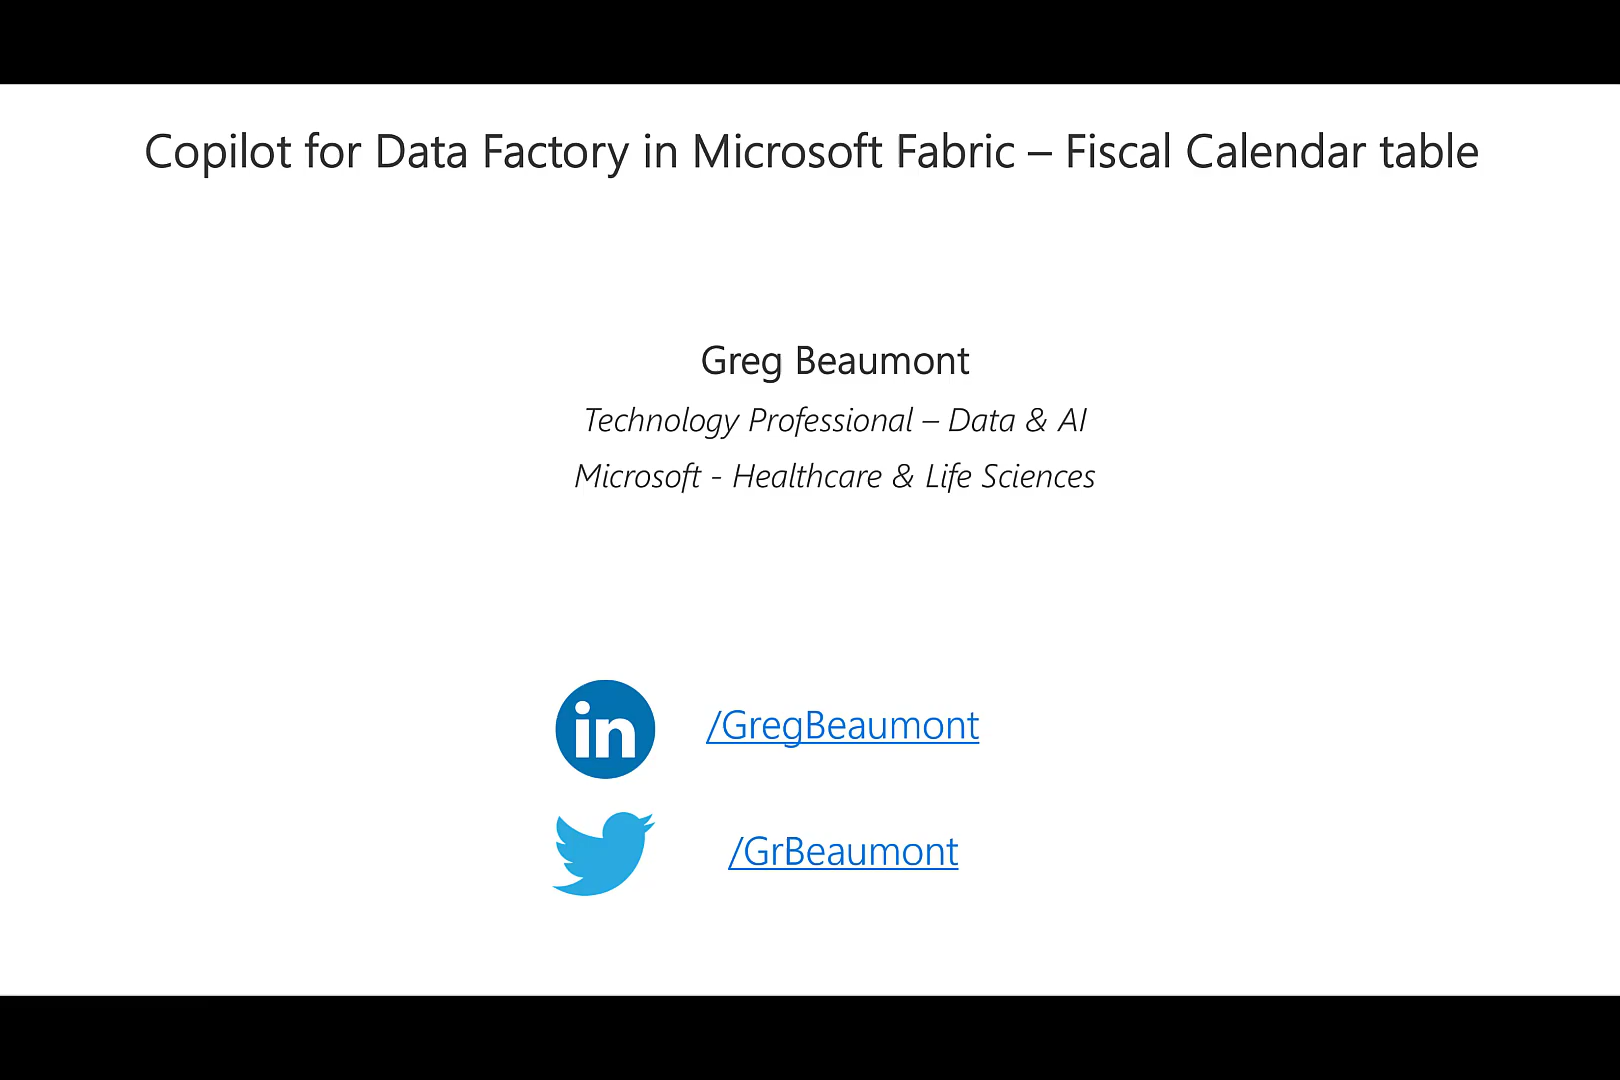 Copilot for Data Factory in Microsoft Fabric – Fiscal Calendar table
Greg Beaumont
Technology Professional – Data & AI
Microsoft - Healthcare & Life Sciences
in
/GregBeaumont
/GrBeaumont